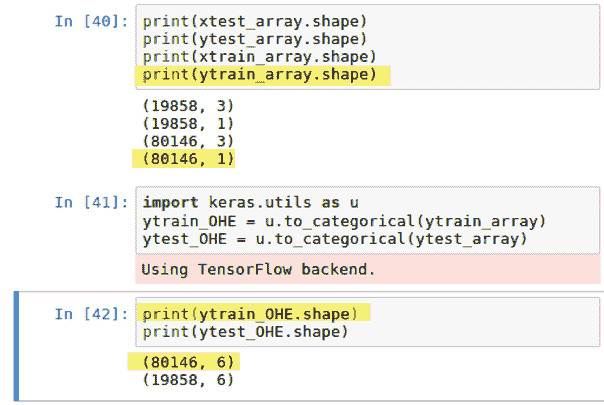 In [40]: print(xtest_array.shape)
print(ytest_array.shape)
print(xtrain_array.shape)
print(ytrain_array.shape)
(19858, 3)
(19858, 1)
(80146, 3)
(80146, 1)
In [41]: import keras.utils as u
ytrain_OHE = u.to_categorical(ytrain_array)
ytest_OHE = u.to_categorical(ytest_array)
Using TensorFlow backend.
In [42]: print(ytrain_OHE.shape)
print(ytest_OHE.shape)
(80146, 6)
(19858, 6)